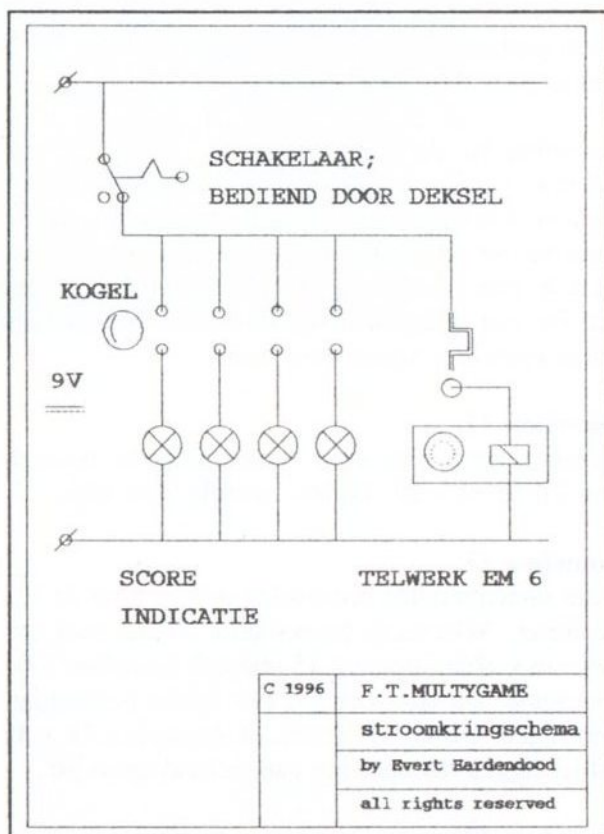 SCHAKELAAR;
BEDIEND DOOR DEKSEL
KOGEL
9V
SCORE
INDICATIE
TELWERK EM 6
C 1996
F.T.MULTYGAME
stroomkringschema
by Evert Hardendood
all rights reserved